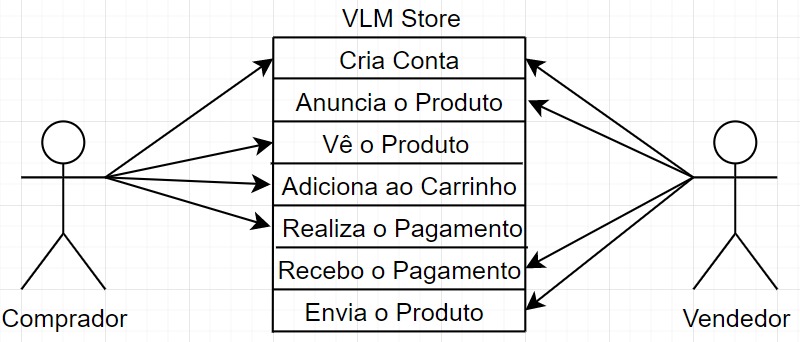 VLM Store
Cria Conta
Anuncia o Produto
Vê o Produto
Adiciona ao Carrinho
Realiza o Pagamento
Recebo o Pagamento
Envia o Produto
Comprador
Vendedor